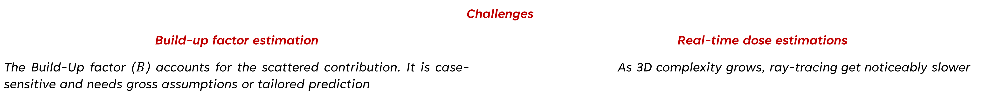 Challenges
Build-up factor estimation
The Build-Up factor (B) accounts for the scattered contribution. It is case-
sensitive and needs gross assumptions or tailored prediction
Real-time dose estimations
As 3D complexity grows, ray-tracing get noticeably slower